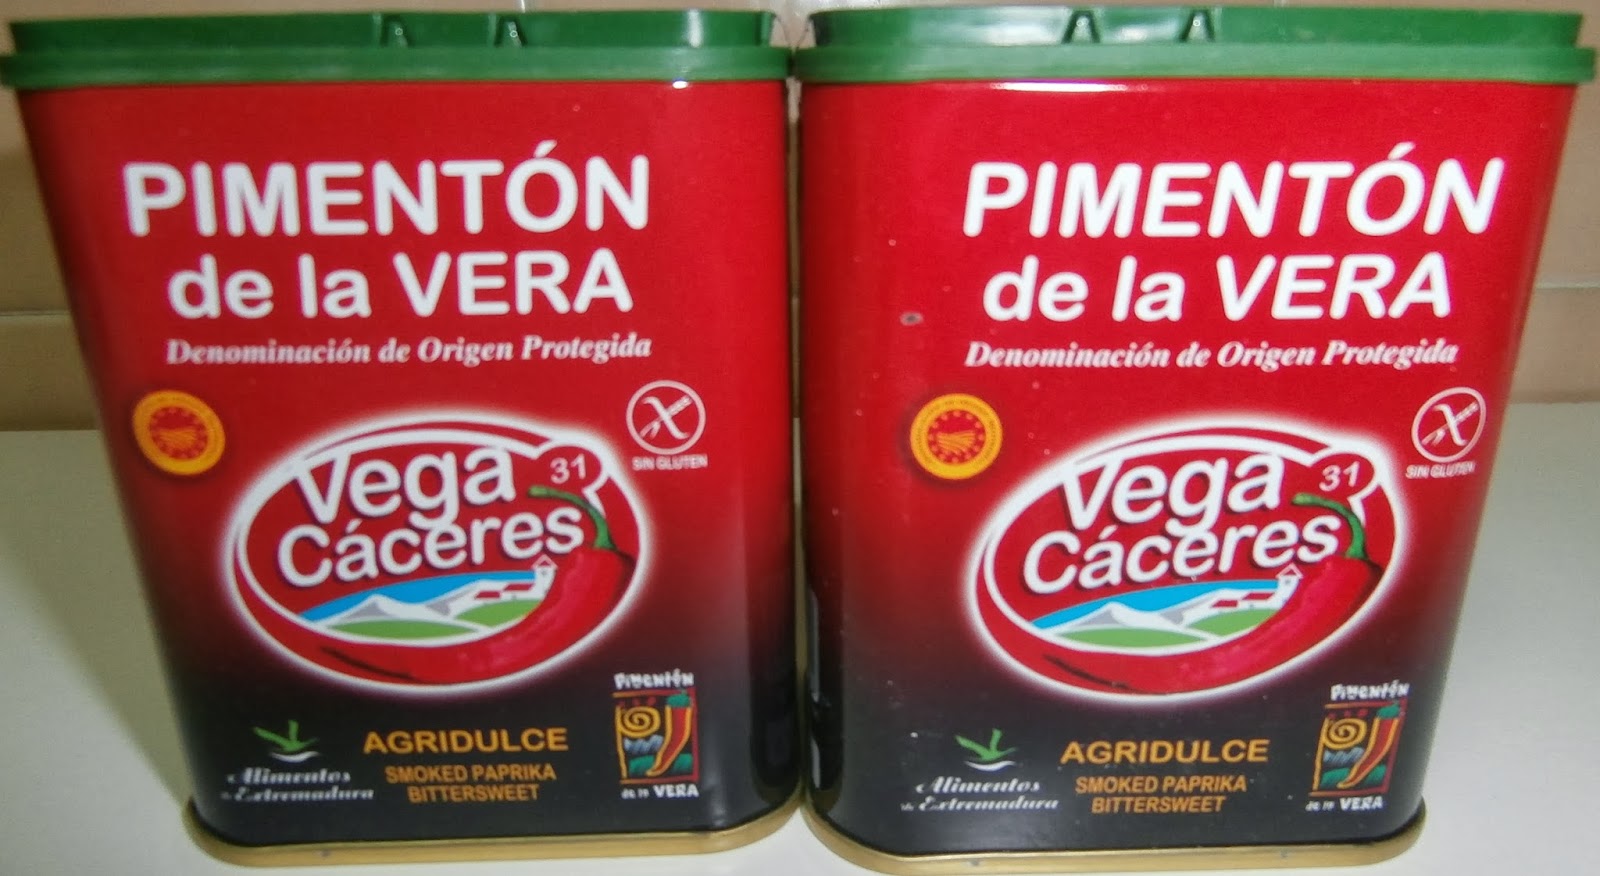 PIMENTÓN
de la VERA
Denominación de Origen Protegida
SIN GLUTEN
Vega 31
Cáceres
Pimentón
Alimentos
de Extremadura
AGRIDULCE
SMOKED PAPRIKA
BITTERSWEET
de la VERA
PIMENTÓN
de la VERA
Denominación de Origen Protegida
SIN GLUTEN
Vega 31
Cáceres
Pimentón
Alimentos
de Extremadura
AGRIDULCE
SMOKED PAPRIKA
BITTERSWEET
de la VERA